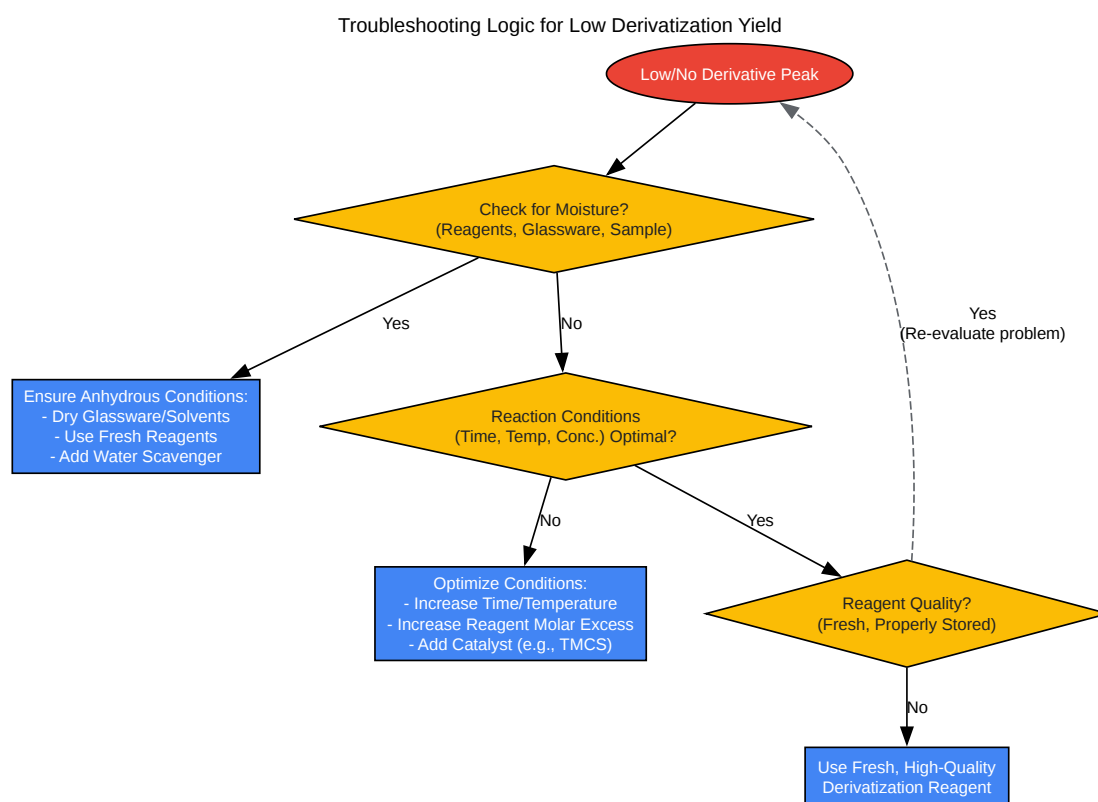 Troubleshooting Logic for Low Derivatization Yield
Low/No Derivative Peak
Check for Moisture?
(Reagents, Glassware, Sample)
Yes
No
Yes
(Re-evaluate problem)
Ensure Anhydrous Conditions:
- Dry Glassware/Solvents
- Use Fresh Reagents
- Add Water Scavenger
Reaction Conditions
(Time, Temp, Conc.) Optimal?
No
Yes
Optimize Conditions:
- Increase Time/Temperature
- Increase Reagent Molar Excess
- Add Catalyst (e.g., TMCS)
Reagent Quality?
(Fresh, Properly Stored)
No
Use Fresh, High-Quality
Derivatization Reagent